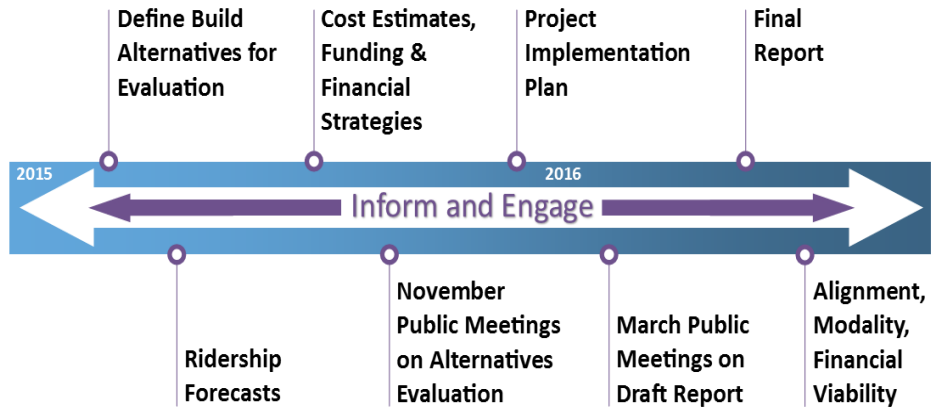 Define Build
Alternatives for
Evaluation
Cost Estimates,
Funding &
Financial
Strategies
Project
Implementation
Plan
Final
Report
2015
2016
Inform and Engage
Ridership
Forecasts
November
Public Meetings
on Alternatives
Evaluation
March Public
Meetings on
Draft Report
Alignment,
Modality,
Financial
Viability